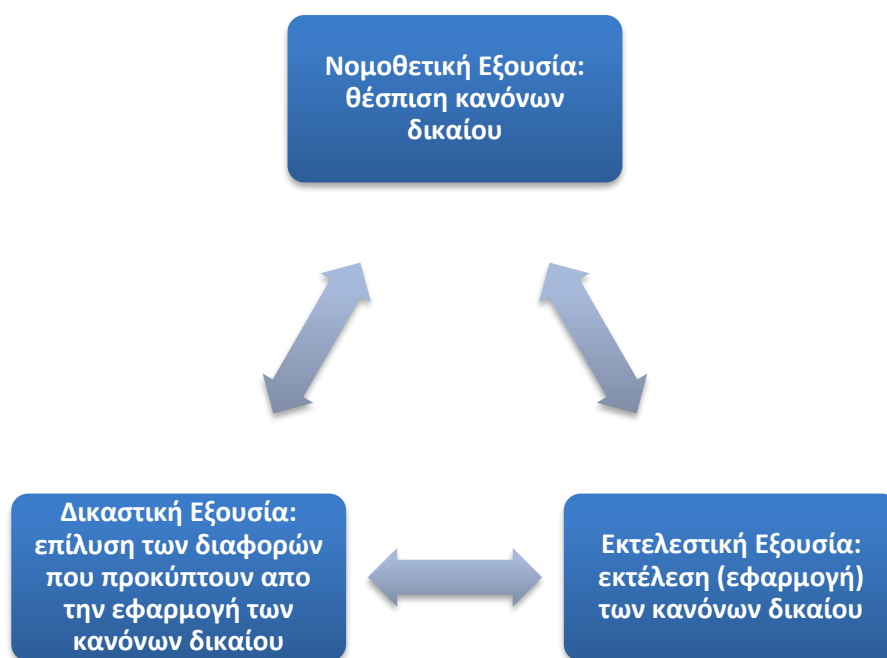 Νομοθετική Εξουσία:
θέσπιση κανόνων
δικαίου
Δικαστική Εξουσία:
επίλυση των διαφορών
που προκύπτουν απο
την εφαρμογή των
κανόνων δικαίου
Εκτελεστική Εξουσία:
εκτέλεση (εφαρμογή)
των κανόνων δικαίου